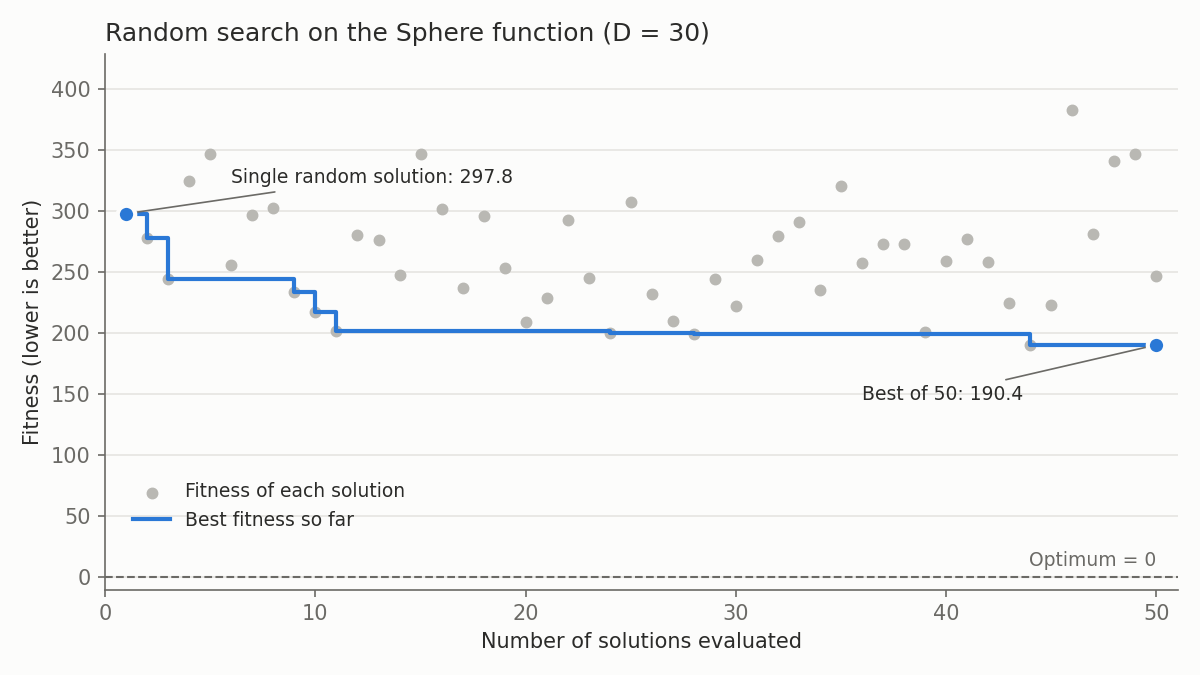 Random search on the Sphere function (D = 30)
Fitness (lower is better)
400
350
300
250
200
150
100
50
0
Single random solution: 297.8
Best of 50: 190.4
Fitness of each solution
Best fitness so far
Optimum = 0
0 10 20 30 40 50
Number of solutions evaluated